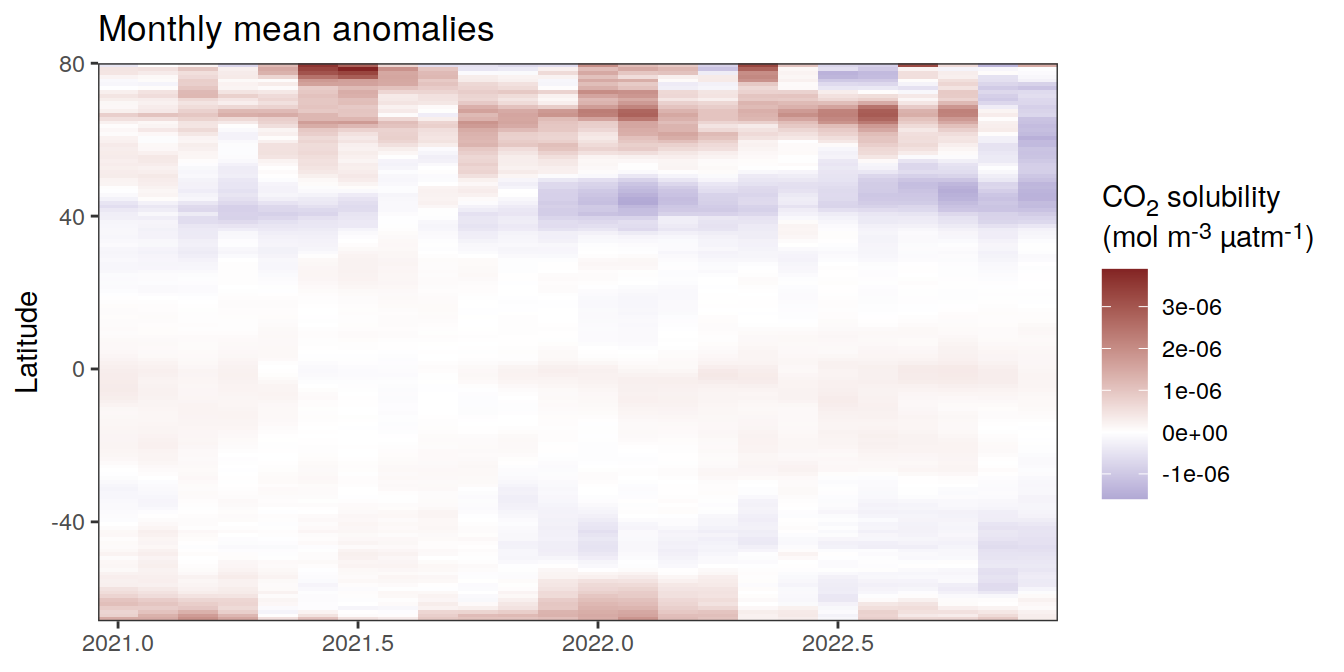 Monthly mean anomalies
80
40
0
-40
Latitude
2021.0
2021.5
2022.0
2022.5
CO₂ solubility
(mol m⁻³ µatm⁻¹)
3e-06
2e-06
1e-06
0e+00
-1e-06